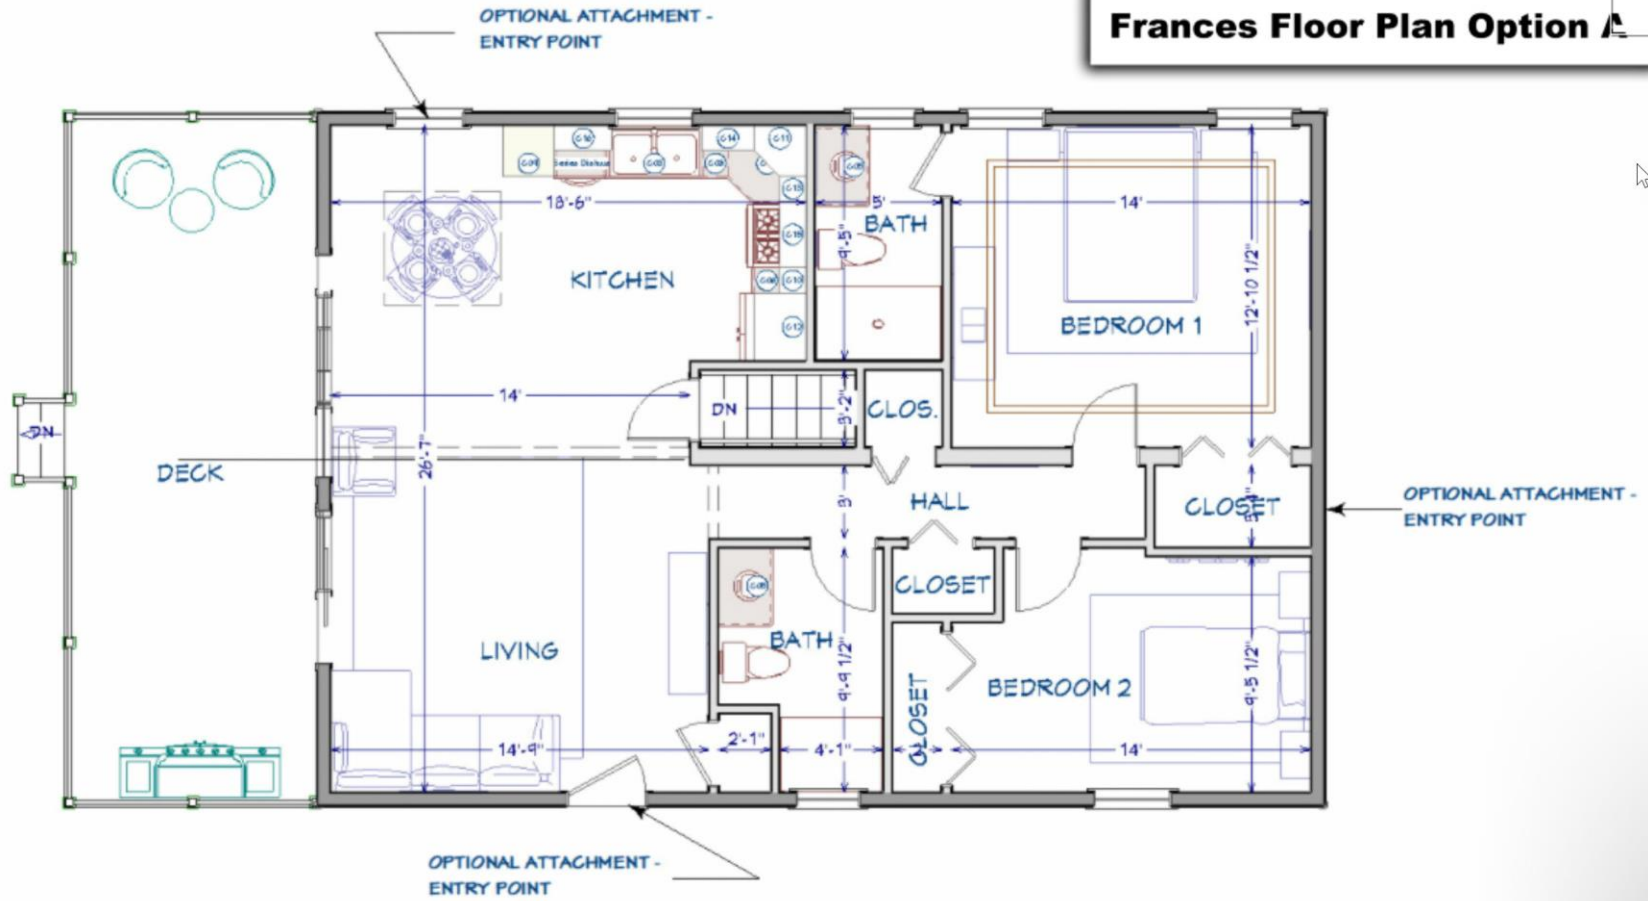 Frances Floor Plan Option A
OPTIONAL ATTACHMENT -
ENTRY POINT
18'-6"
5'
14'
BATH
9'-5"
KITCHEN
12'-10 1/2"
BEDROOM 1
14'
DN
3'-2"
CLOS.
DN
26'-7"
DECK
HALL
3'
CLOSET
OPTIONAL ATTACHMENT -
ENTRY POINT
CLOSET
LIVING
BATH
9'-9 1/2"
CLOSET
BEDROOM 2
9'-5 1/2"
14'-9"
2'-1"
4'-1"
14'
OPTIONAL ATTACHMENT -
ENTRY POINT